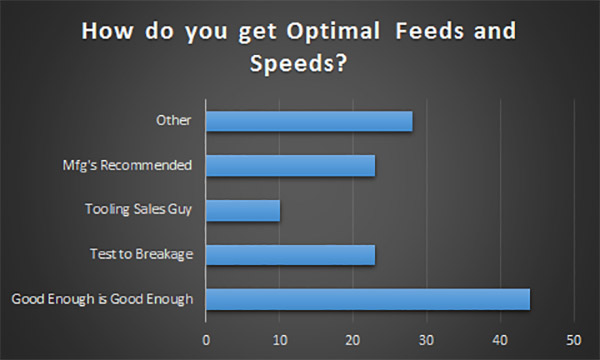 How do you get Optimal Feeds and
Speeds?
Other
Mfg's Recommended
Tooling Sales Guy
Test to Breakage
Good Enough is Good Enough
0 10 20 30 40 50